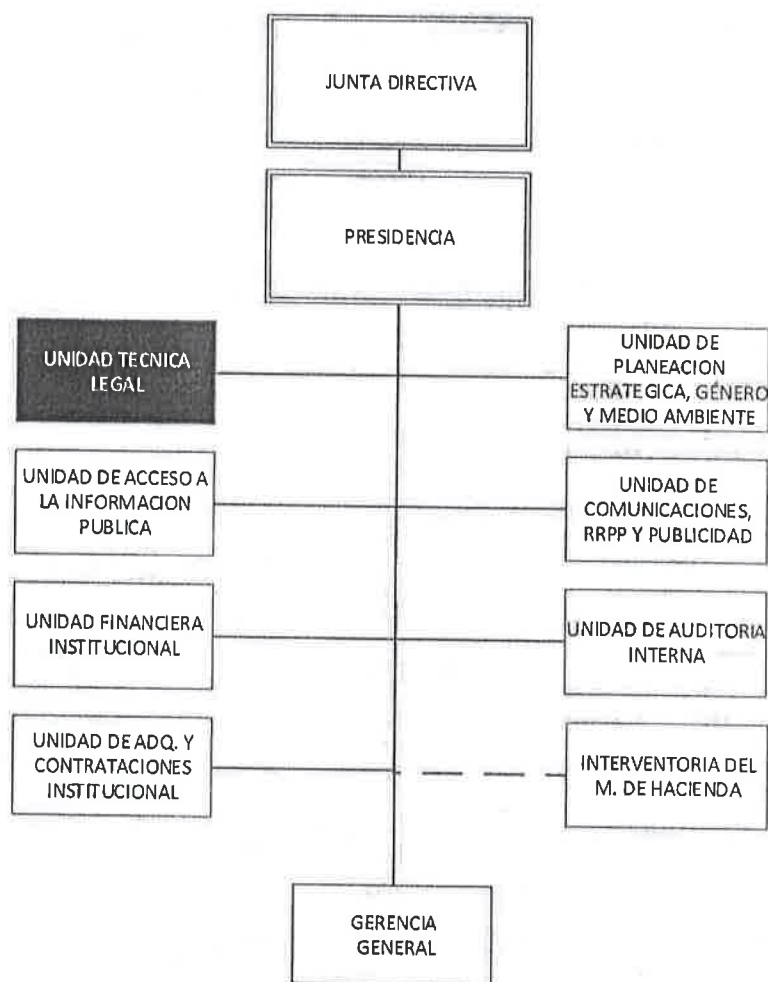 JUNTA DIRECTIVA
PRESIDENCIA
UNIDAD TECNICA
LEGAL
UNIDAD DE
PLANEACION
ESTRATEGICA, GÉNERO
Y MEDIO AMBIENTE
UNIDAD DE ACCESO A
LA INFORMACION
PUBLICA
UNIDAD DE
COMUNICACIONES,
RRPP Y PUBLICIDAD
UNIDAD FINANCIERA
INSTITUCIONAL
UNIDAD DE AUDITORIA
INTERNA
UNIDAD DE ADQ. Y
CONTRATACIONES
INSTITUCIONAL
INTERVENTORIA DEL
M. DE HACIENDA
GERENCIA
GENERAL